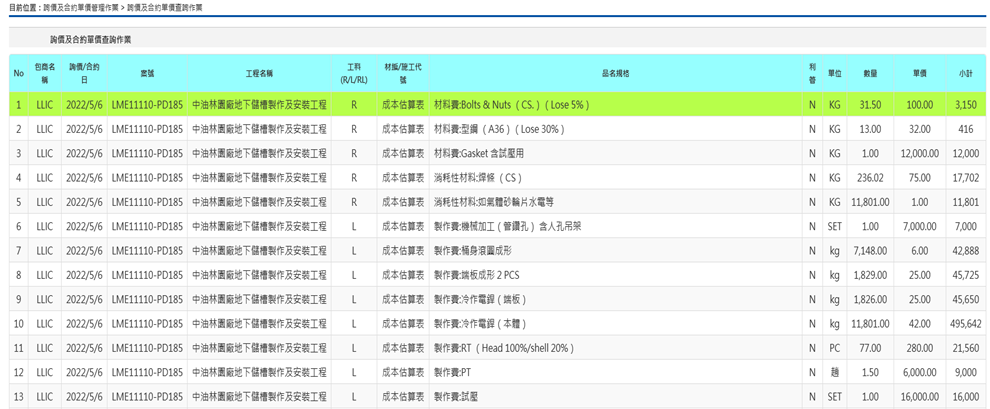 目前位置：詢價及合約單價管理作業 > 詢價及合約單價查詢作業
詢價及合約單價查詢作業
No 包商名稱 詢價/合約日 案號 工程名稱 工料(R/L/RL) 材編/施工代號 品名規格 利管 單位 數量 單價 小計
1 LLIC 2022/5/6 LME11110-PD185 中油林園廠地下儲槽製作及安裝工程 R 成本估算表 材料費:Bolts & Nuts （CS.）( Lose 5% ) N KG 31.50 100.00 3,150
2 LLIC 2022/5/6 LME11110-PD185 中油林園廠地下儲槽製作及安裝工程 R 成本估算表 材料費:型鋼（ A36 ）( Lose 30% ) N KG 13.00 32.00 416
3 LLIC 2022/5/6 LME11110-PD185 中油林園廠地下儲槽製作及安裝工程 R 成本估算表 材料費:Gasket 含試壓用 N KG 1.00 12,000.00 12,000
4 LLIC 2022/5/6 LME11110-PD185 中油林園廠地下儲槽製作及安裝工程 R 成本估算表 消耗性材料:焊條 （ CS ） N KG 236.02 75.00 17,702
5 LLIC 2022/5/6 LME11110-PD185 中油林園廠地下儲槽製作及安裝工程 R 成本估算表 消耗性材料:如氣體砂輪片水電等 N KG 11,801.00 1.00 11,801
6 LLIC 2022/5/6 LME11110-PD185 中油林園廠地下儲槽製作及安裝工程 L 成本估算表 製作費:機械加工（ 管鑽孔 ） 含人孔吊架 N SET 1.00 7,000.00 7,000
7 LLIC 2022/5/6 LME11110-PD185 中油林園廠地下儲槽製作及安裝工程 L 成本估算表 製作費:桶身滾圓成形 N kg 7,148.00 6.00 42,888
8 LLIC 2022/5/6 LME11110-PD185 中油林園廠地下儲槽製作及安裝工程 L 成本估算表 製作費:端板成形 2 PCS N kg 1,829.00 25.00 45,725
9 LLIC 2022/5/6 LME11110-PD185 中油林園廠地下儲槽製作及安裝工程 L 成本估算表 製作費:冷作電銲（ 端板 ） N kg 1,826.00 25.00 45,650
10 LLIC 2022/5/6 LME11110-PD185 中油林園廠地下儲槽製作及安裝工程 L 成本估算表 製作費:冷作電銲（ 本體 ） N kg 11,801.00 42.00 495,642
11 LLIC 2022/5/6 LME11110-PD185 中油林園廠地下儲槽製作及安裝工程 L 成本估算表 製作費:RT （ Head 100%/shell 20% ） N PC 77.00 280.00 21,560
12 LLIC 2022/5/6 LME11110-PD185 中油林園廠地下儲槽製作及安裝工程 L 成本估算表 製作費:PT N 趟 1.50 6,000.00 9,000
13 LLIC 2022/5/6 LME11110-PD185 中油林園廠地下儲槽製作及安裝工程 L 成本估算表 製作費:試壓 N SET 1.00 16,000.00 16,000